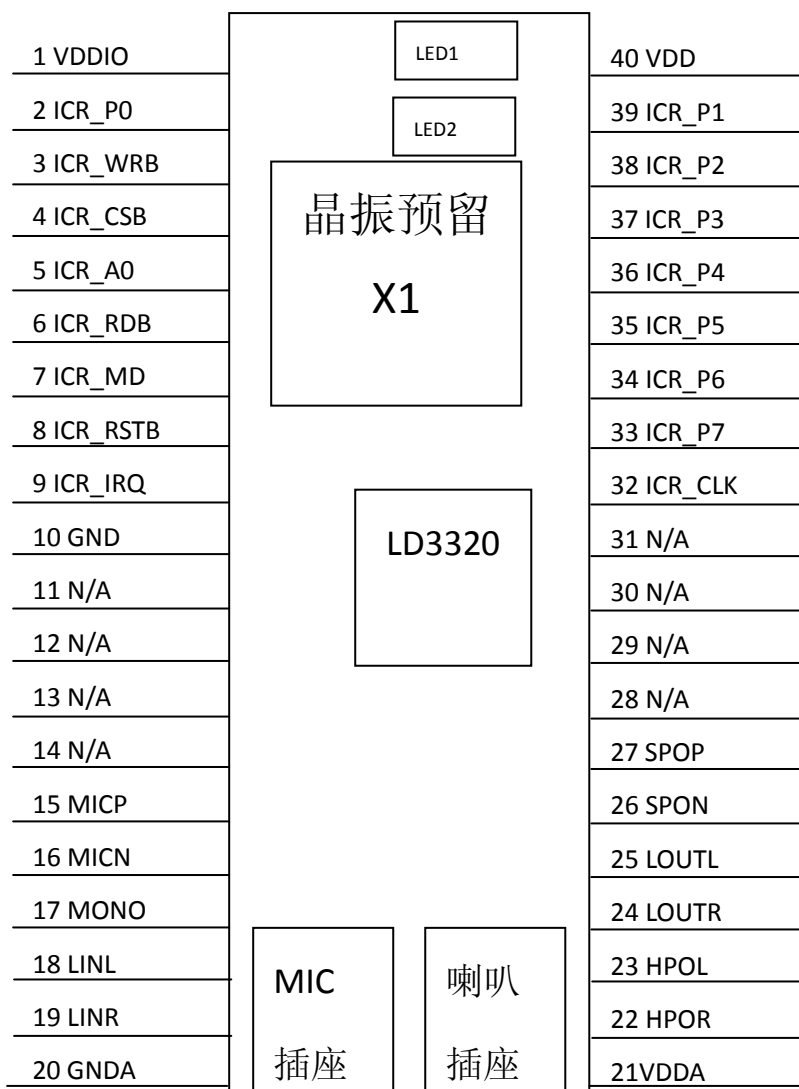 1 VDDIO
2 ICR_P0
3 ICR_WRB
4 ICR_CSB
5 ICR_A0
6 ICR_RDB
7 ICR_MD
8 ICR_RSTB
9 ICR_IRQ
10 GND
11 N/A
12 N/A
13 N/A
14 N/A
15 MICP
16 MICN
17 MONO
18 LINL
19 LINR
20 GNDA
LED1
LED2
晶振预留
X1
LD3320
MIC
插座
喇叭
插座
40 VDD
39 ICR_P1
38 ICR_P2
37 ICR_P3
36 ICR_P4
35 ICR_P5
34 ICR_P6
33 ICR_P7
32 ICR_CLK
31 N/A
30 N/A
29 N/A
28 N/A
27 SPOP
26 SPON
25 LOUTL
24 LOUTR
23 HPOL
22 HPOR
21VDDA